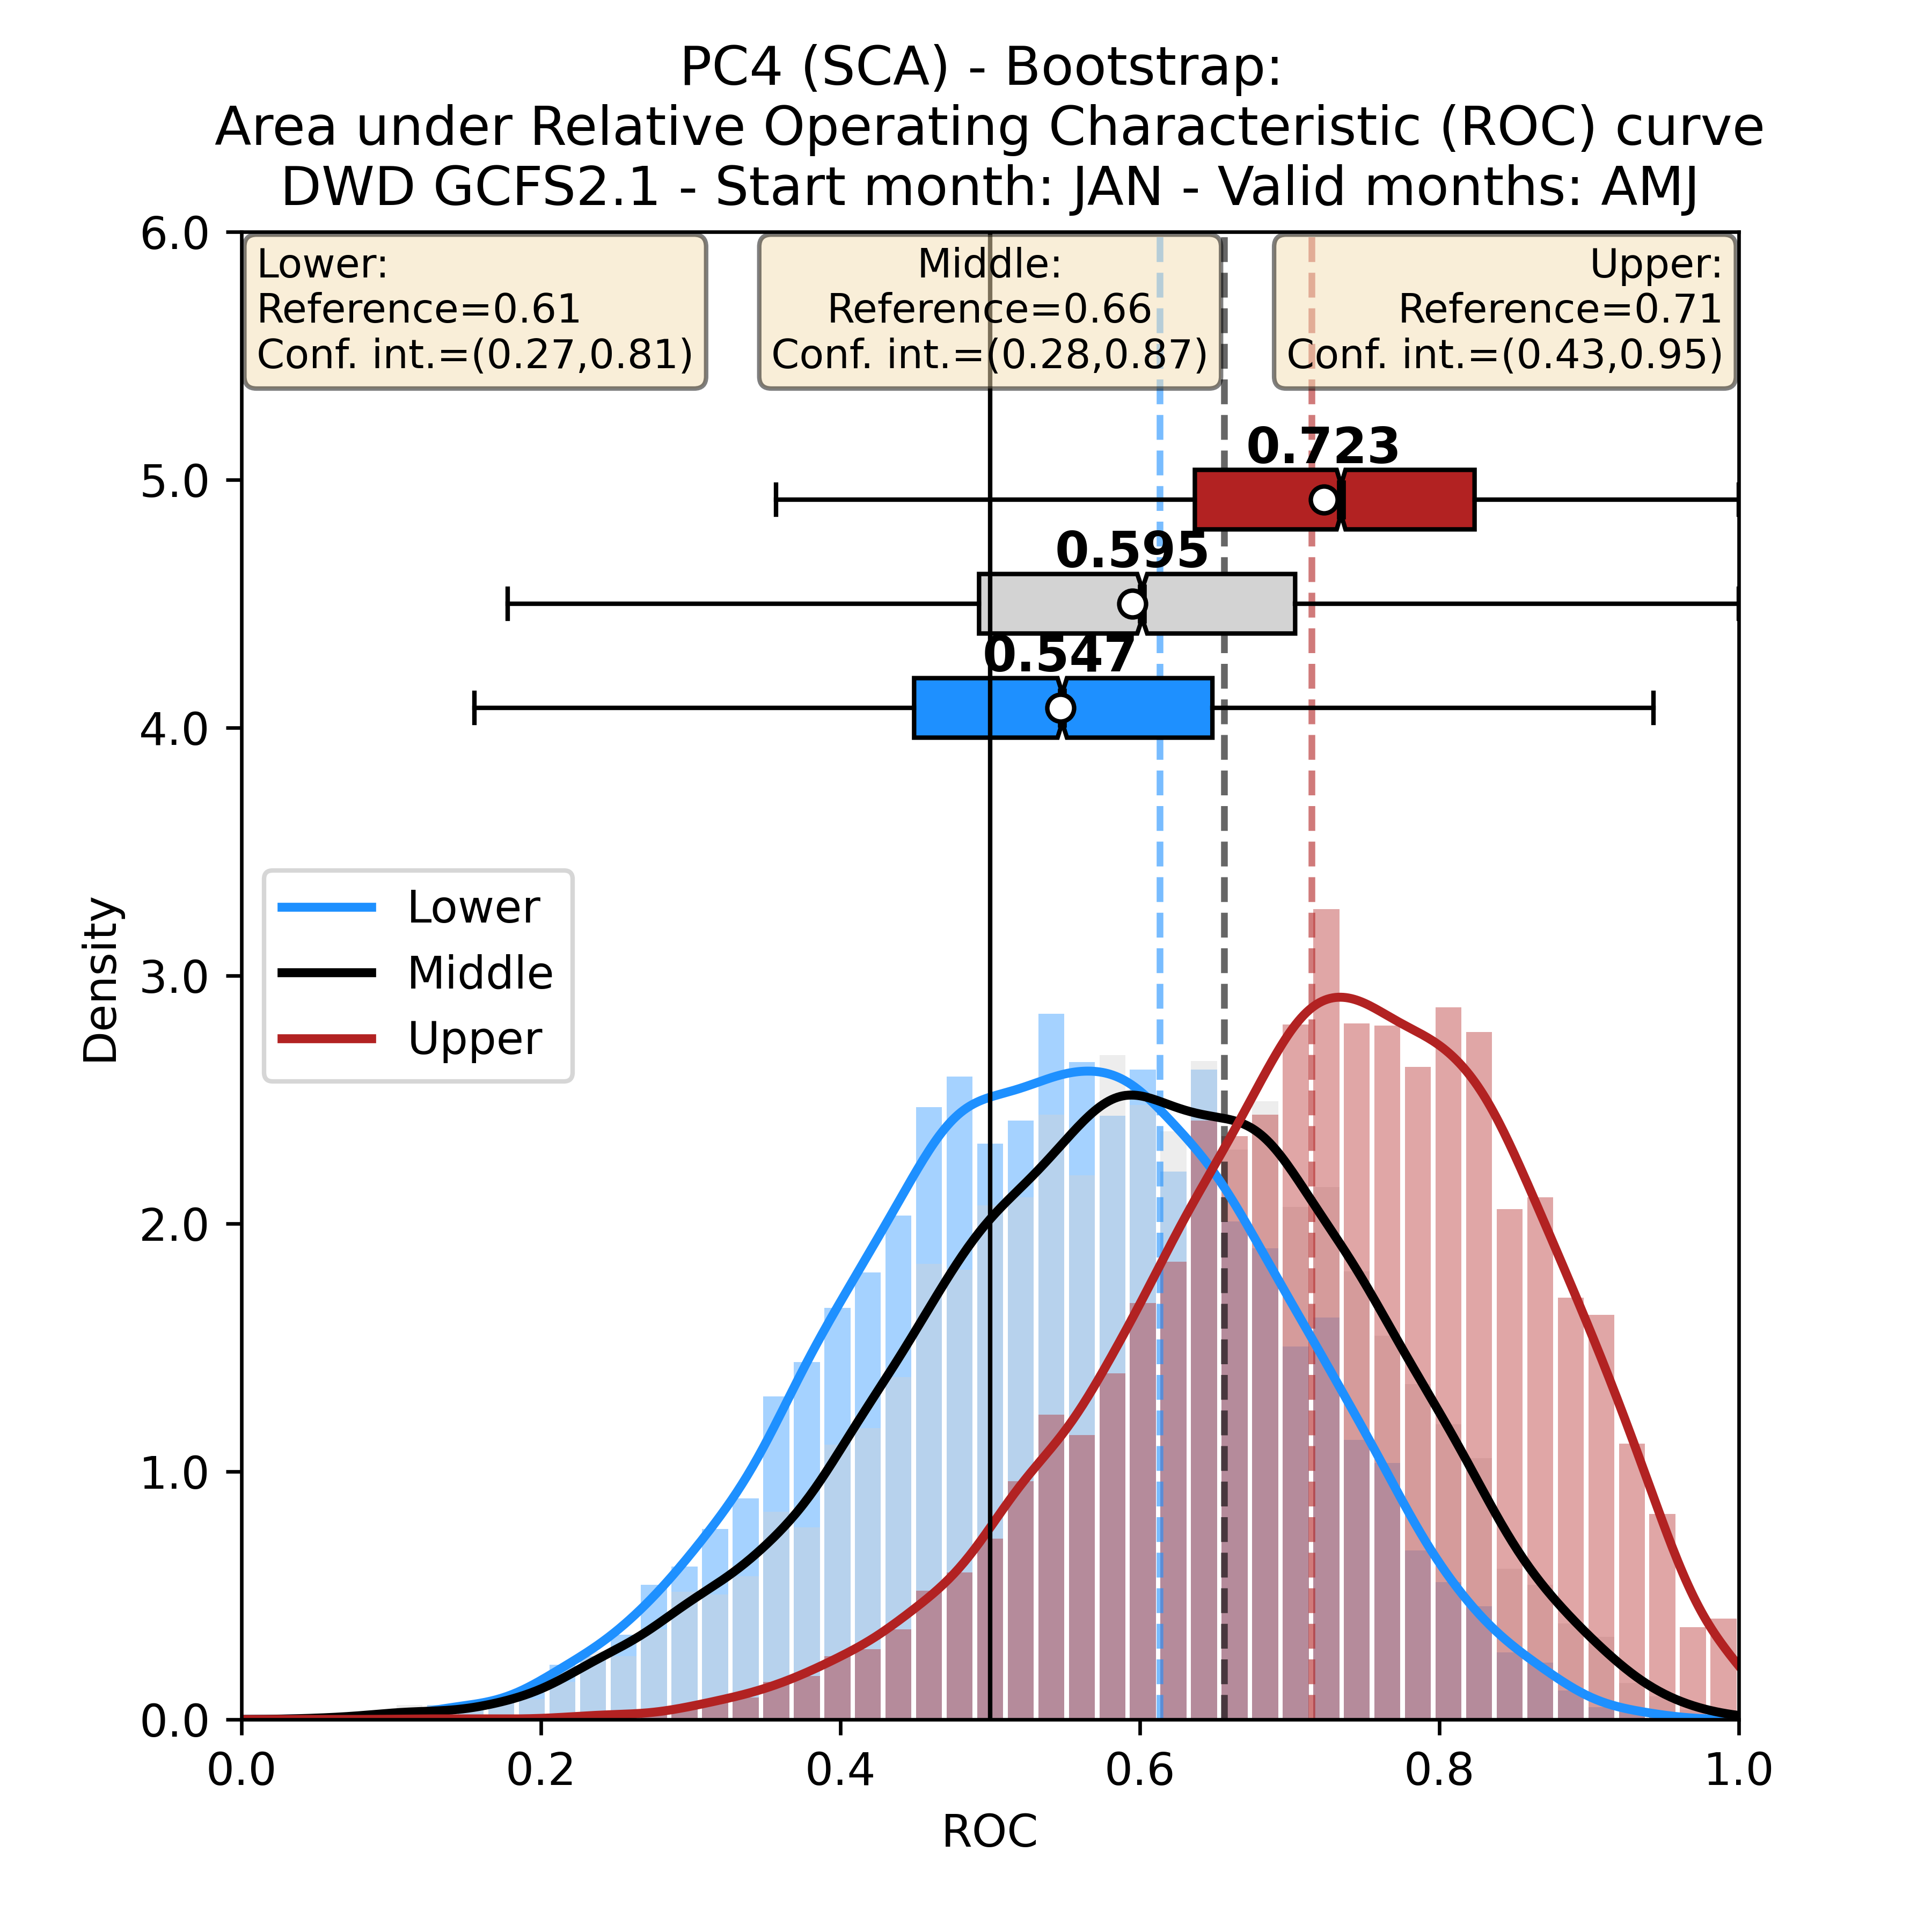 PC4 (SCA) - Bootstrap:
Area under Relative Operating Characteristic (ROC) curve
DWD GCFS2.1 - Start month: JAN - Valid months: AMJ
6.0
5.0
4.0
3.0
2.0
1.0
0.0
Density
Lower:
Reference=0.61
Conf. int.=(0.27,0.81)
Middle:
Reference=0.66
Conf. int.=(0.28,0.87)
Upper:
Reference=0.71
Conf. int.=(0.43,0.95)
0.723
0.595
0.547
Lower
Middle
Upper
0.0
0.2
0.4
0.6
0.8
1.0
ROC